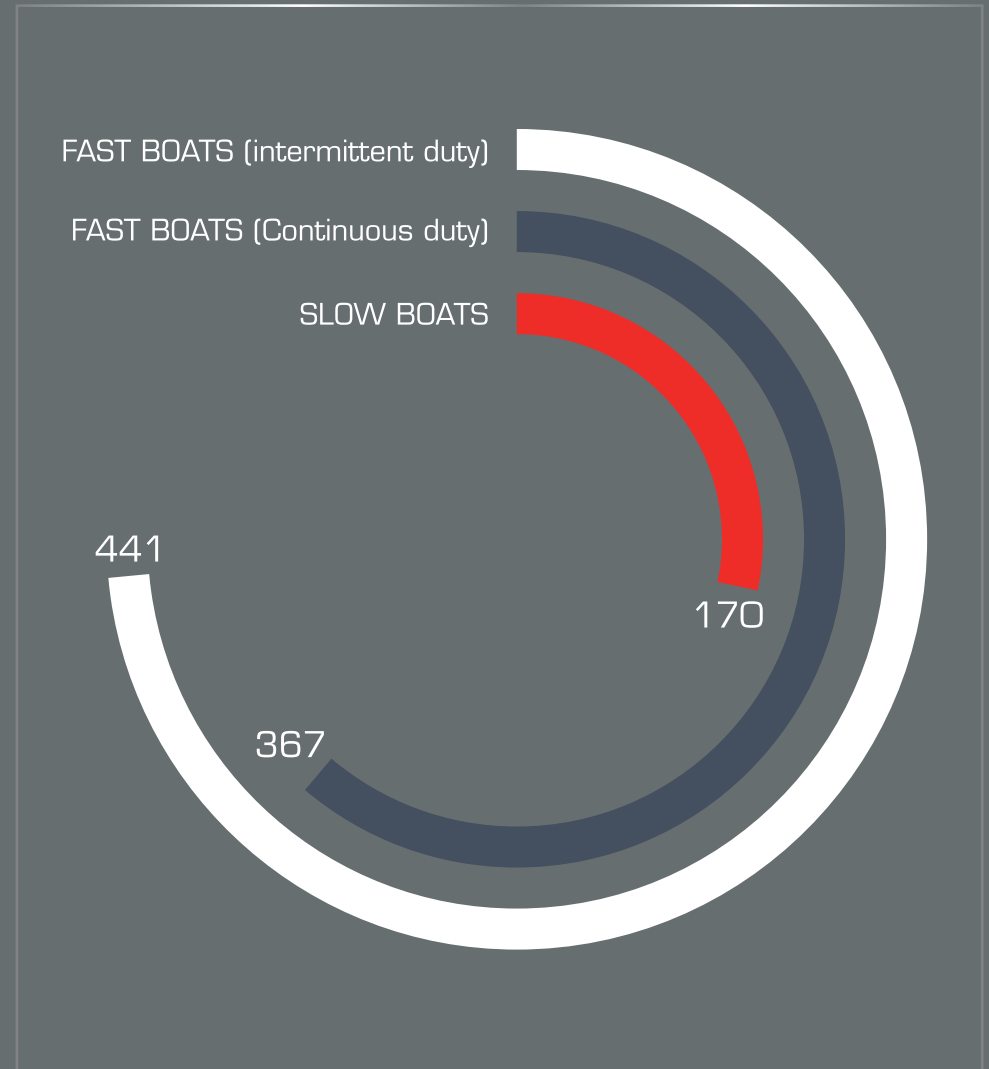 FAST BOATS (intermittent duty)
FAST BOATS (Continuous duty)
SLOW BOATS
441
170
367